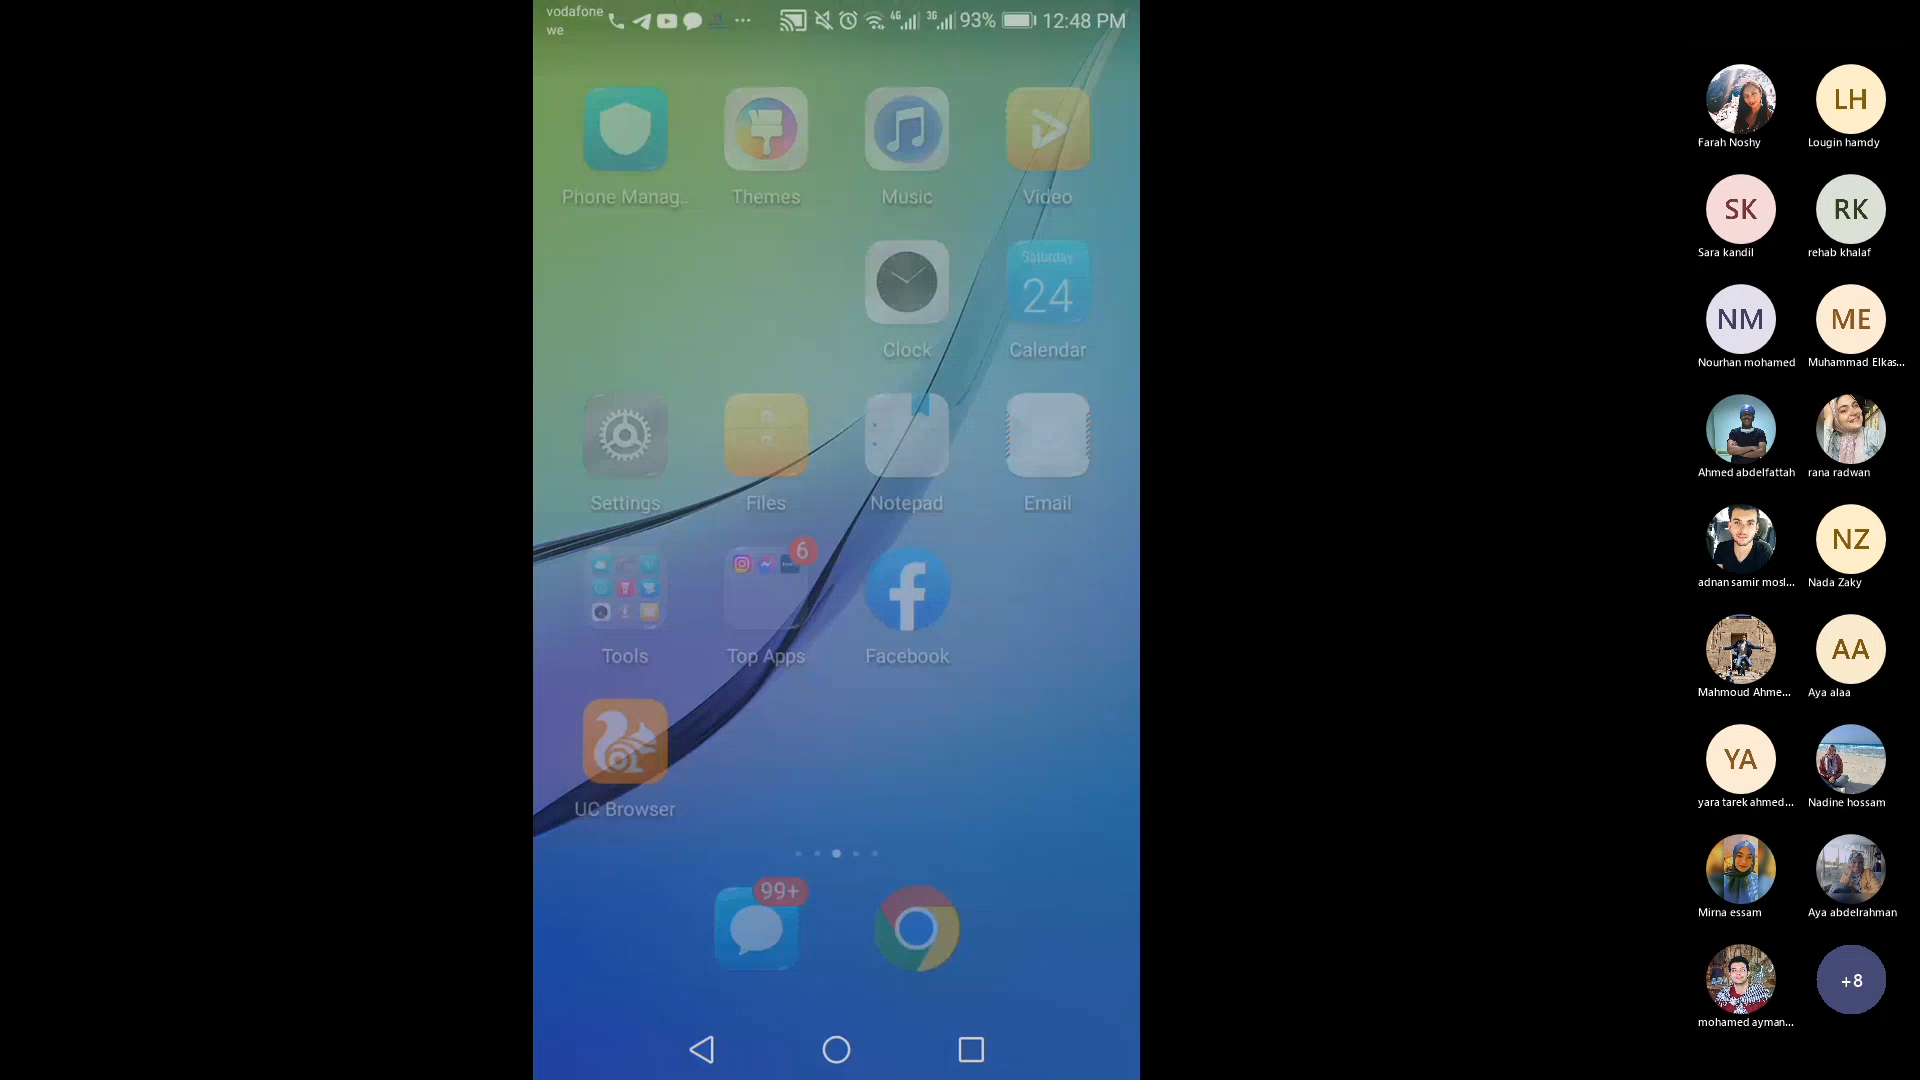 vodafone
we
4G
3G
93%
12:48 PM
Phone Manag..
Themes
Music
Video
Saturday
24
Clock
Calendar
Settings
Files
Notepad
Email
6
Tools
Top Apps
Facebook
UC Browser
99+
Farah Noshy
LH
Lougin hamdy
SK
Sara kandil
RK
rehab khalaf
NM
Nourhan mohamed
ME
Muhammad Elkas...
Ahmed abdelfattah
rana radwan
adnan samir mosl...
NZ
Nada Zaky
Mahmoud Ahme...
AA
Aya alaa
YA
yara tarek ahmed...
Nadine hossam
Mirna essam
Aya abdelrahman
mohamed ayman...
+8